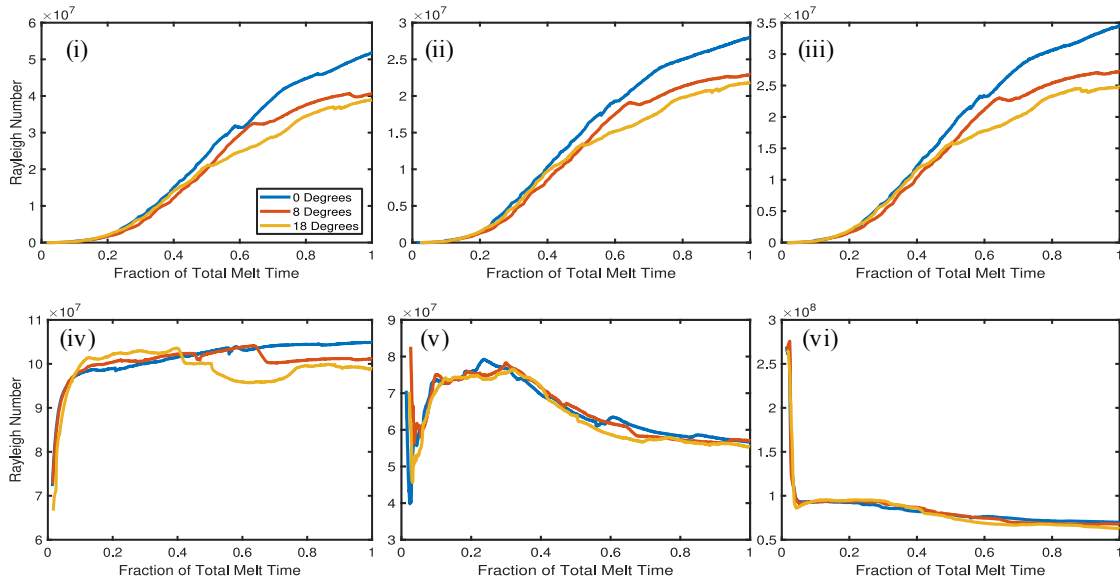 ×10⁷
(i)
Rayleigh Number
6
5
4
3
2
1
0
0 Degrees
8 Degrees
18 Degrees
0 0.2 0.4 0.6 0.8 1
Fraction of Total Melt Time
×10⁷
(ii)
3
2.5
2
1.5
1
0.5
0
0 0.2 0.4 0.6 0.8 1
Fraction of Total Melt Time
×10⁷
(iii)
3.5
3
2.5
2
1.5
1
0.5
0
0 0.2 0.4 0.6 0.8 1
Fraction of Total Melt Time
×10⁷
(iv)
Rayleigh Number
11
10
9
8
7
6
0 0.2 0.4 0.6 0.8 1
Fraction of Total Melt Time
×10⁷
(v)
9
8
7
6
5
4
3
0 0.2 0.4 0.6 0.8 1
Fraction of Total Melt Time
×10⁸
(vi)
3
2.5
2
1.5
1
0.5
0 0.2 0.4 0.6 0.8 1
Fraction of Total Melt Time